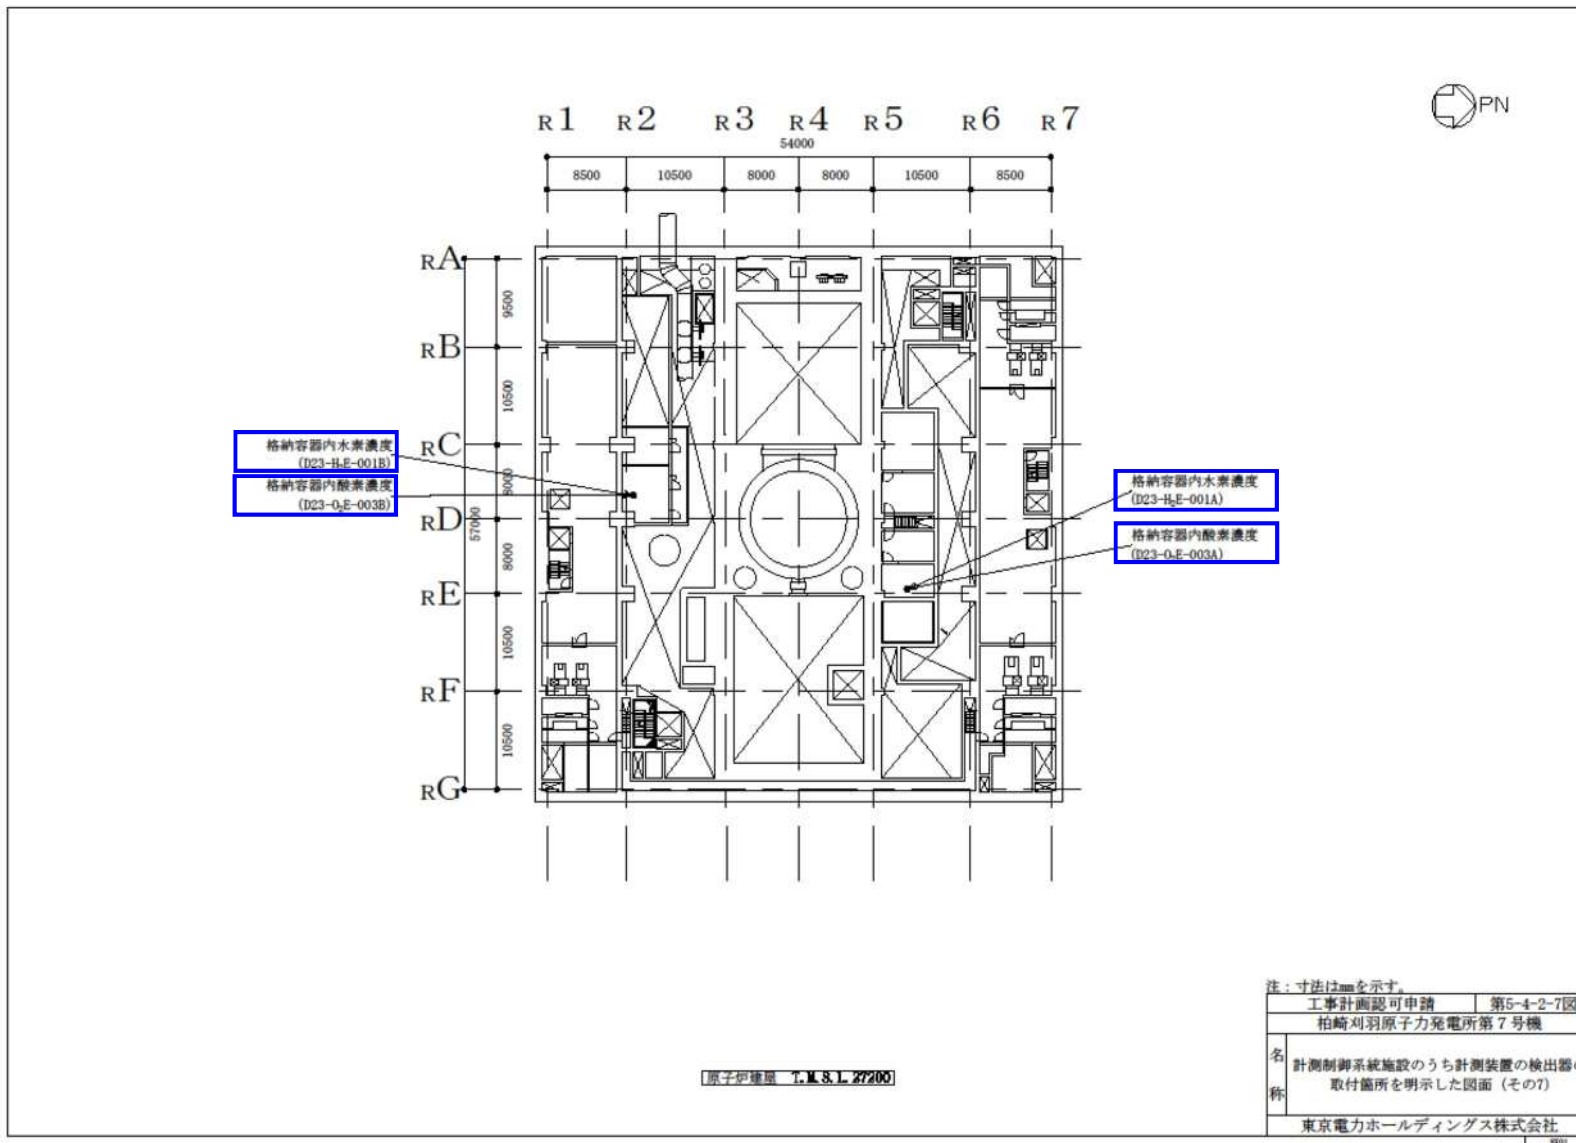 PN
R1 R2 R3 R4 R5 R6 R7
54000
8500 10500 8000 8000 10500 8500
RA
9500
RB
10500
格納容器内水素濃度
(D23-H₂E-001B)
RC
格納容器内酸素濃度
(D23-O₂E-003B)
8000
格納容器内水素濃度
(D23-H₂E-001A)
RD
57000
格納容器内酸素濃度
(D23-O₂E-003A)
8000
RE
10500
RF
10500
RG
注：寸法は㎜を示す。
工事計画認可申請 第5-4-2-7図
柏崎刈羽原子力発電所第７号機
名称
計測制御系統施設のうち計測装置の検出器の
取付箇所を明示した図面（その7）
東京電力ホールディングス株式会社
原子炉建屋 T.M.S.L. 27200